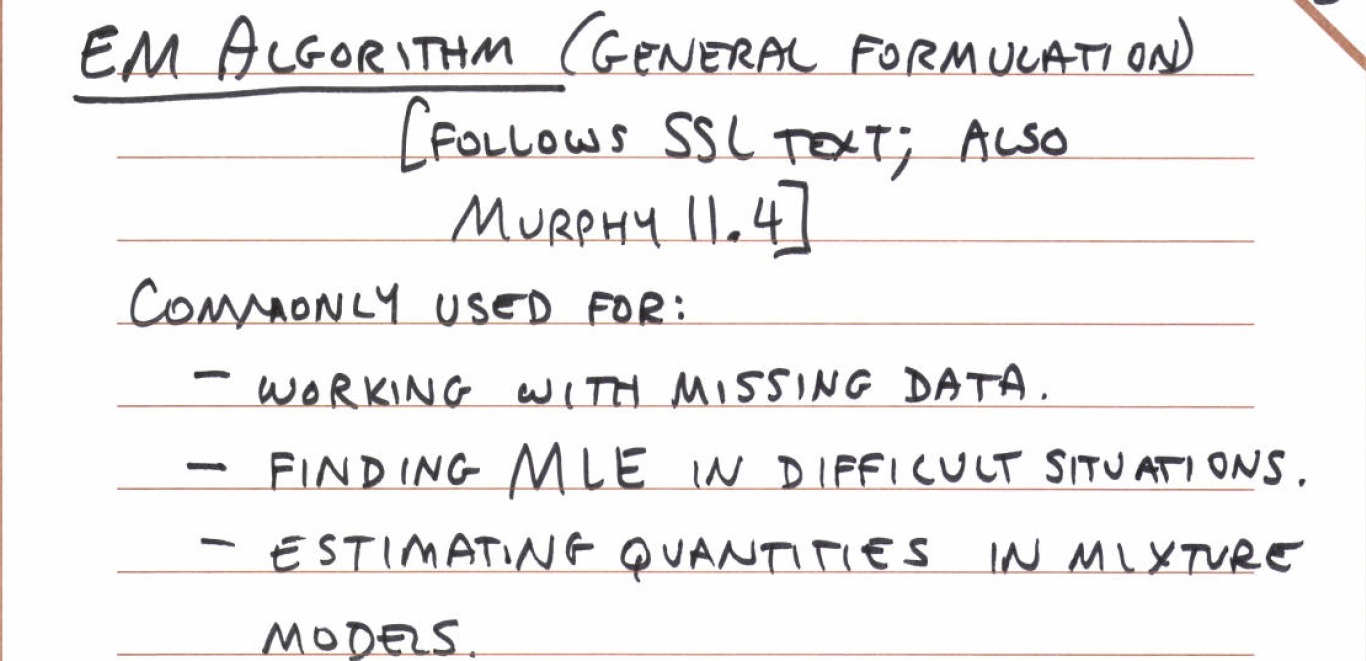 EM ALGORITHM (GENERAL FORMULATION)
[FOLLOWS SSL TEXT; ALSO
MURPHY 11.4]
COMMONLY USED FOR:
- WORKING WITH MISSING DATA.
- FINDING MLE IN DIFFICULT SITUATIONS.
- ESTIMATING QUANTITIES IN MIXTURE
MODELS.